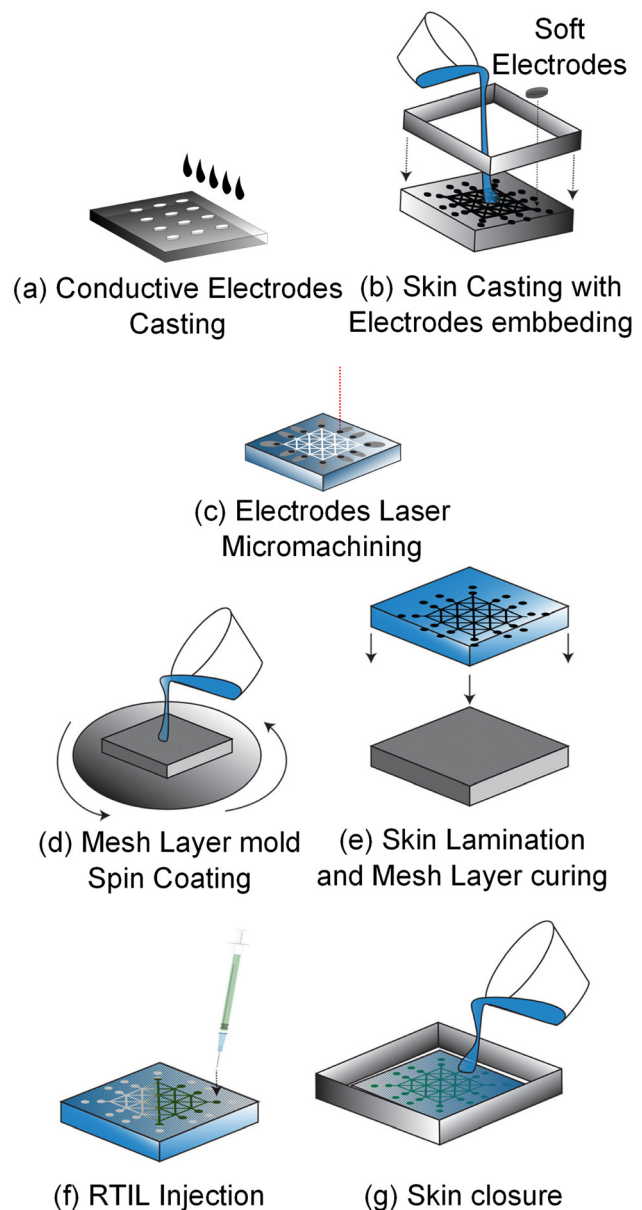 Soft
Electrodes
(a) Conductive Electrodes
Casting
(b) Skin Casting with
Electrodes embbeding
(c) Electrodes Laser
Micromachining
(d) Mesh Layer mold
Spin Coating
(e) Skin Lamination
and Mesh Layer curing
(f) RTIL Injection
(g) Skin closure